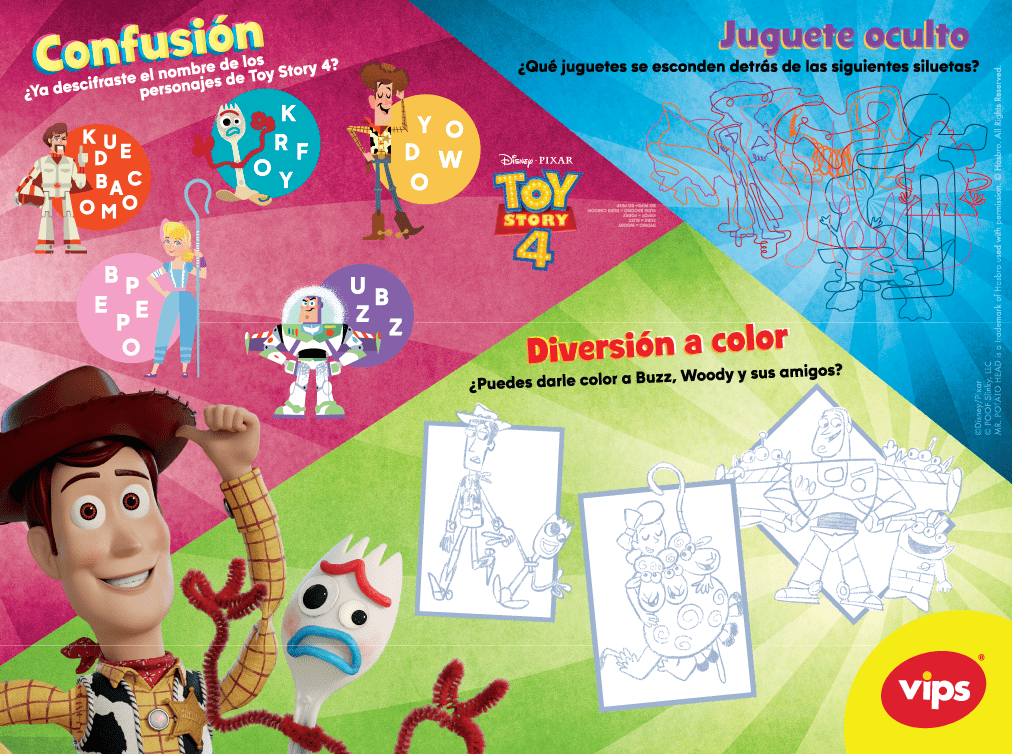 Confusión
¿Ya descifraste el nombre de los
personajes de Toy Story 4?
K U E
D
B A C
O M O
K
R F
O Y
Y O
D W
O
B P
E E
P
O
U B
Z Z
Disney · PIXAR
TOY
STORY
4
Juguete oculto
¿Qué juguetes se esconden detrás de las siguientes siluetas?
Diversión a color
¿Puedes darle color a Buzz, Woody y sus amigos?
©Disney/Pixar
© POOF-Slinky, LLC
MR. POTATO HEAD is a trademark of Hasbro used with permission. © Hasbro. All Rights Reserved.
vips®